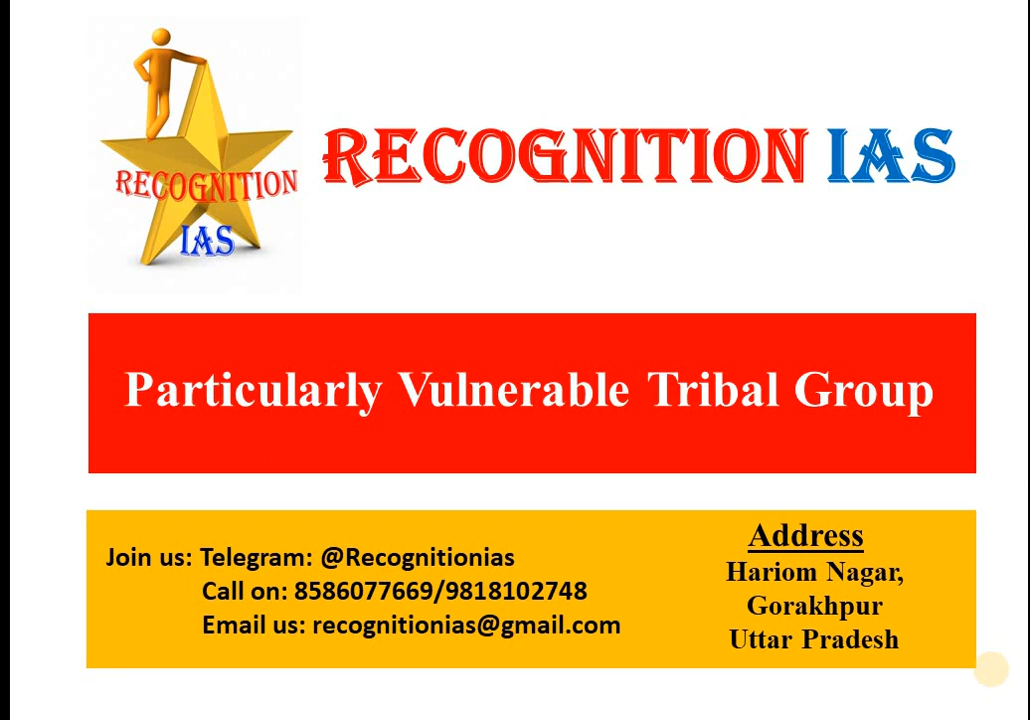 RECOGNITION
IAS
RECOGNITION IAS
Particularly Vulnerable Tribal Group
Join us: Telegram: @Recognitionias
Call on: 8586077669/9818102748
Email us: recognitionias@gmail.com
Address
Hariom Nagar,
Gorakhpur
Uttar Pradesh